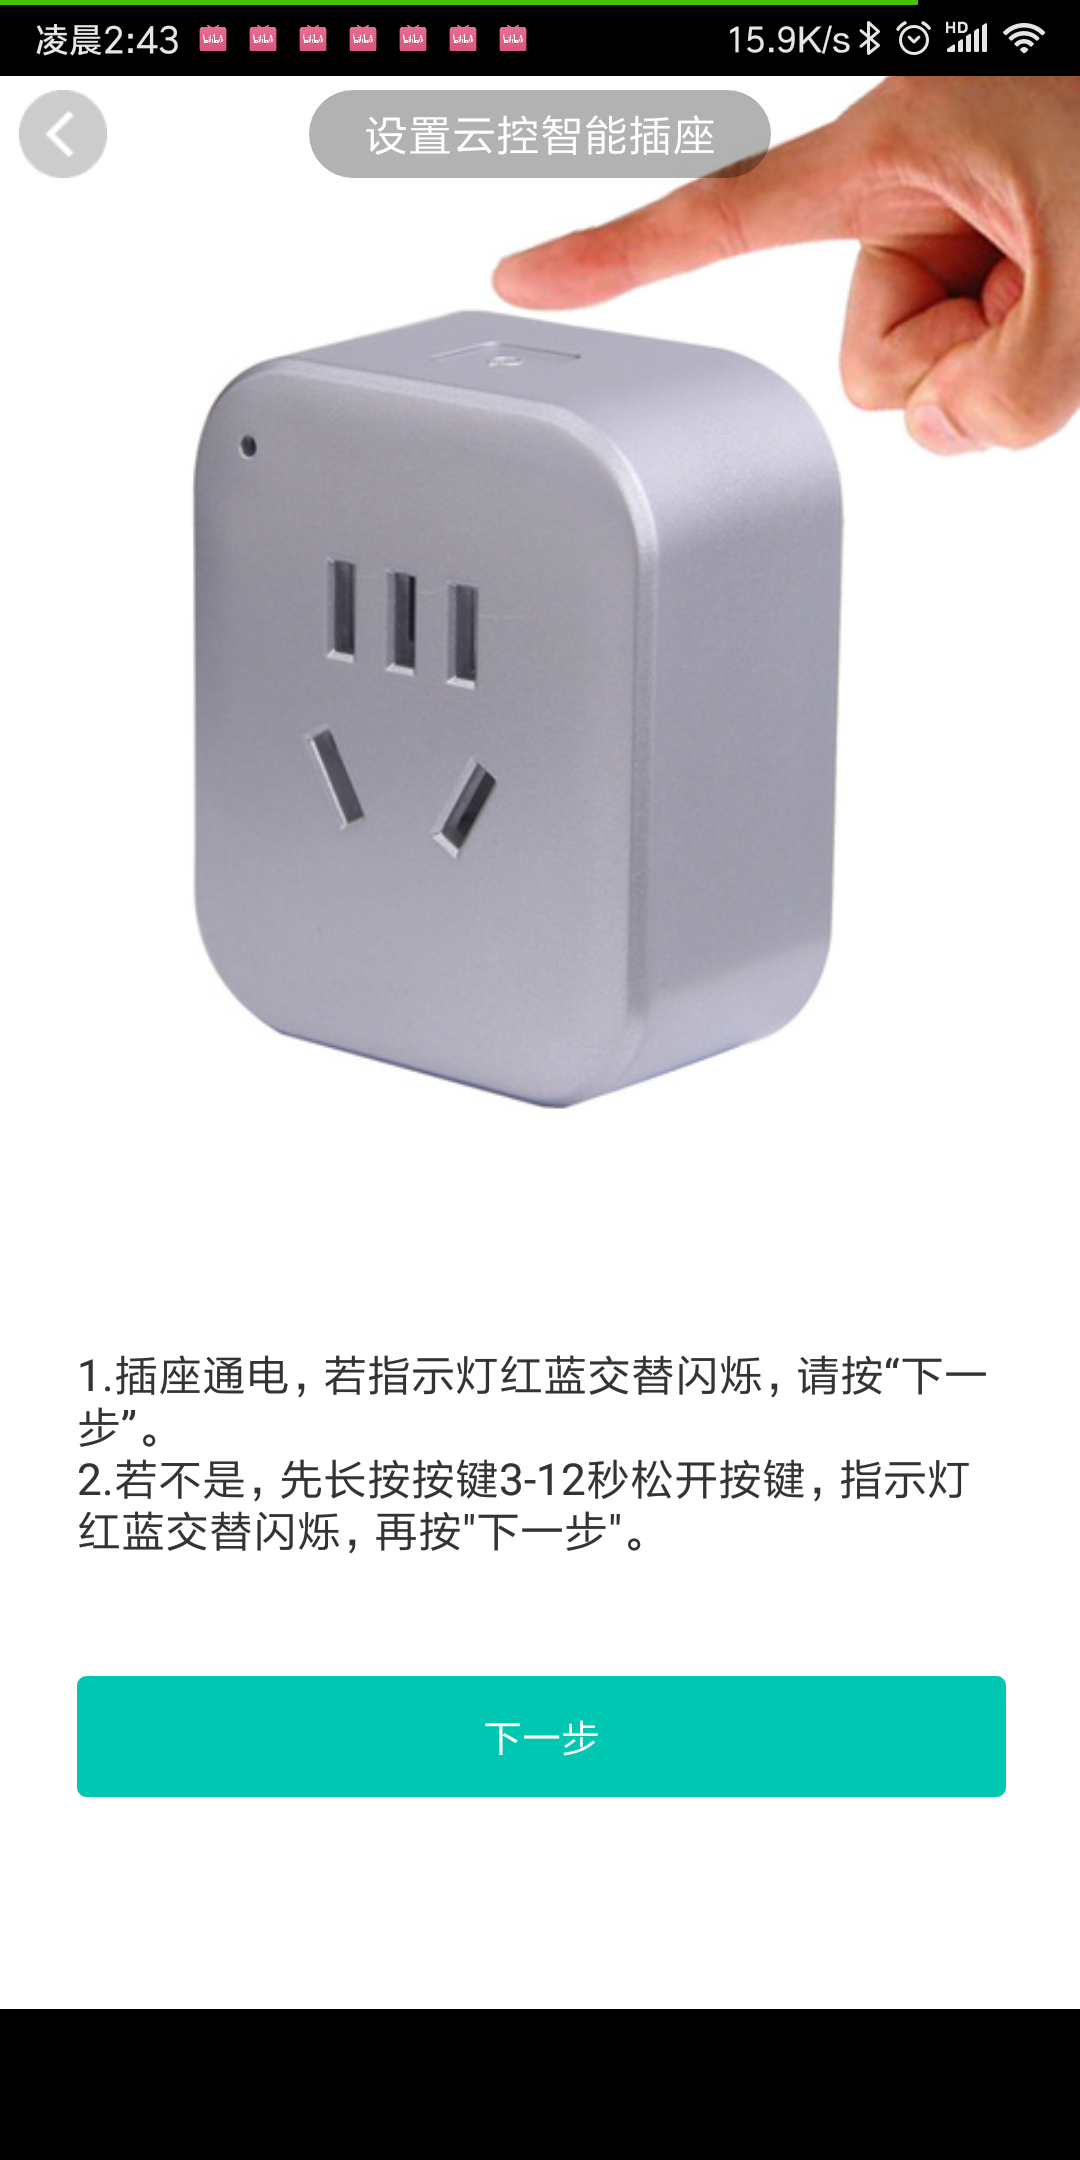 凌晨2:43
15.9K/s
HD
设置云控智能插座
1.插座通电，若指示灯红蓝交替闪烁，请按“下一
步”。
2.若不是，先长按按键3-12秒松开按键，指示灯
红蓝交替闪烁，再按"下一步"。
下一步